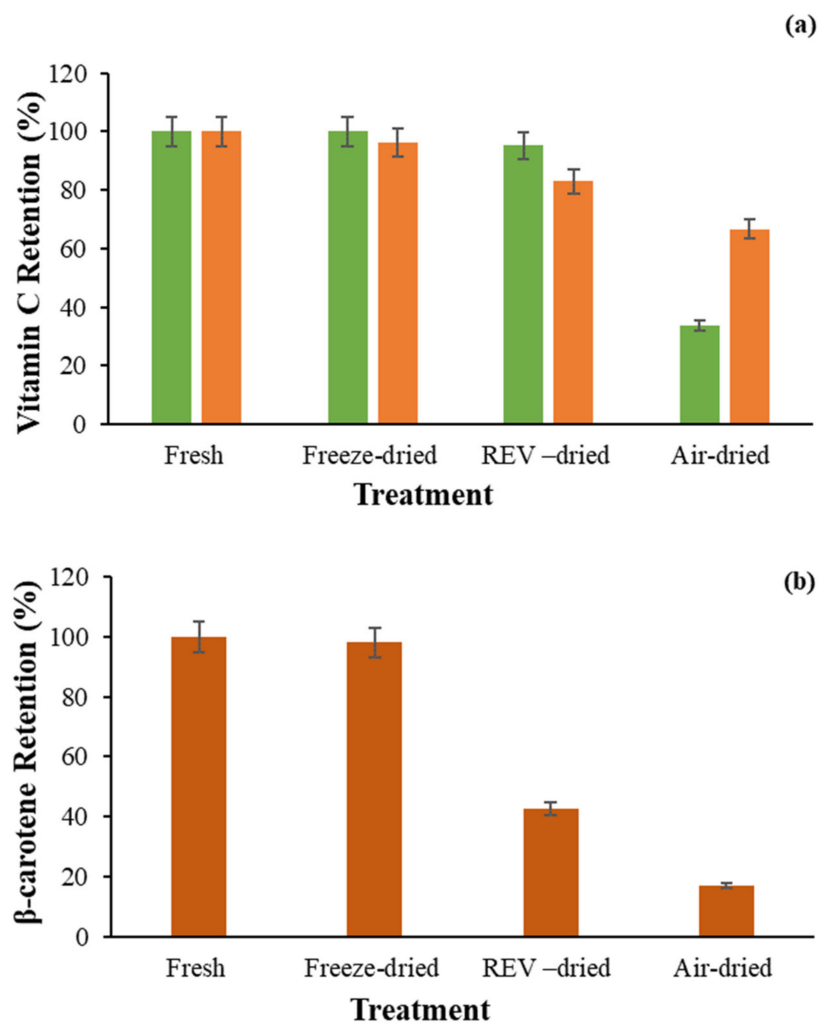 (a)
Vitamin C Retention (%)
120
100
80
60
40
20
0
Fresh Freeze-dried REV –dried Air-dried
Treatment
(b)
β-carotene Retention (%)
120
100
80
60
40
20
0
Fresh Freeze-dried REV –dried Air-dried
Treatment